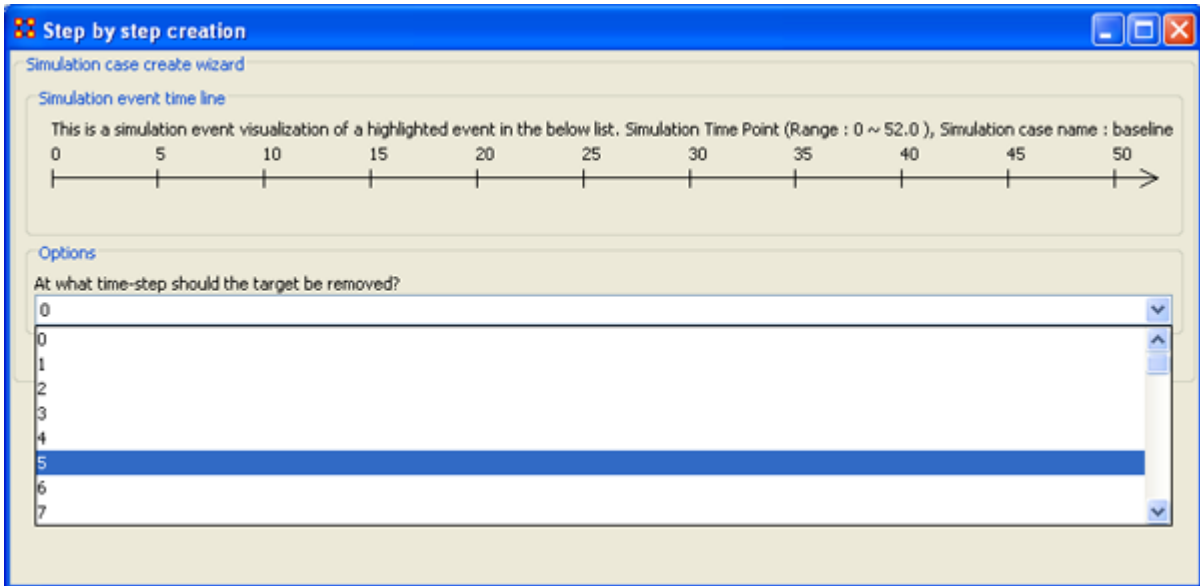 Step by step creation
Simulation case create wizard
Simulation event time line
This is a simulation event visualization of a highlighted event in the below list. Simulation Time Point (Range : 0 ~ 52.0 ), Simulation case name : baseline
0 5 10 15 20 25 30 35 40 45 50
Options
At what time-step should the target be removed?
0
0
1
2
3
4
5
6
7